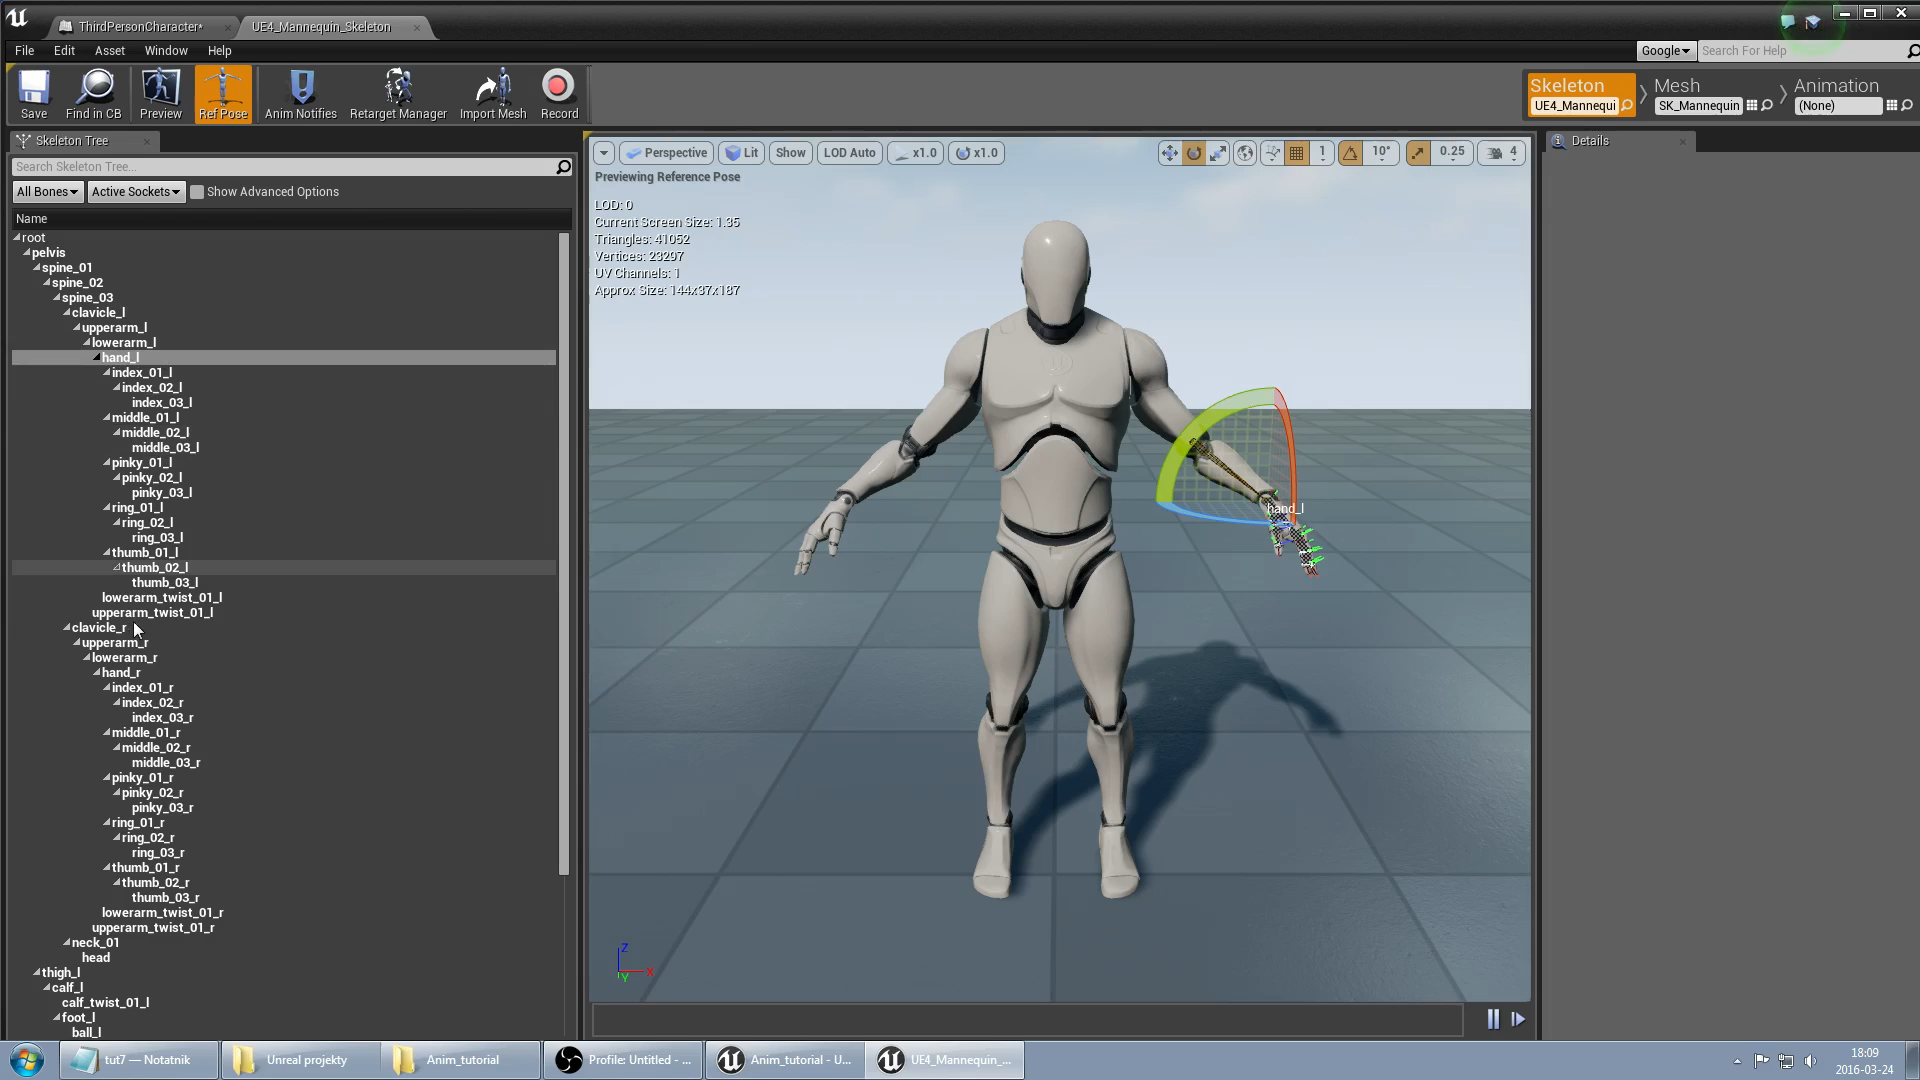 ThirdPersonCharacter*
UE4_Mannequin_Skeleton
File Edit Asset Window Help
Google
Search For Help
Save
Find in CB
Preview
Ref Pose
Anim Notifies
Retarget Manager
Import Mesh
Record
Skeleton
UE4_Mannequi
Mesh
SK_Mannequin
Animation
(None)
Skeleton Tree
Search Skeleton Tree...
All Bones
Active Sockets
Show Advanced Options
Name
root
pelvis
spine_01
spine_02
spine_03
clavicle_l
upperarm_l
lowerarm_l
hand_l
index_01_l
index_02_l
index_03_l
middle_01_l
middle_02_l
middle_03_l
pinky_01_l
pinky_02_l
pinky_03_l
ring_01_l
ring_02_l
ring_03_l
thumb_01_l
thumb_02_l
thumb_03_l
lowerarm_twist_01_l
upperarm_twist_01_l
clavicle_r
upperarm_r
lowerarm_r
hand_r
index_01_r
index_02_r
index_03_r
middle_01_r
middle_02_r
middle_03_r
pinky_01_r
pinky_02_r
pinky_03_r
ring_01_r
ring_02_r
ring_03_r
thumb_01_r
thumb_02_r
thumb_03_r
lowerarm_twist_01_r
upperarm_twist_01_r
neck_01
head
thigh_l
calf_l
calf_twist_01_l
foot_l
ball_l
Perspective
Lit
Show
LOD Auto
x1.0
x1.0
1
10°
0.25
4
Previewing Reference Pose
LOD: 0
Current Screen Size: 1.35
Triangles: 41052
Vertices: 23297
UV Channels: 1
Approx Size: 144x37x187
hand_l
Z
X
Y
Details
tut7 — Notatnik
Unreal projekty
Anim_tutorial
Profile: Untitled - ...
Anim_tutorial - U...
UE4_Mannequin_...
18:09
2016-03-24